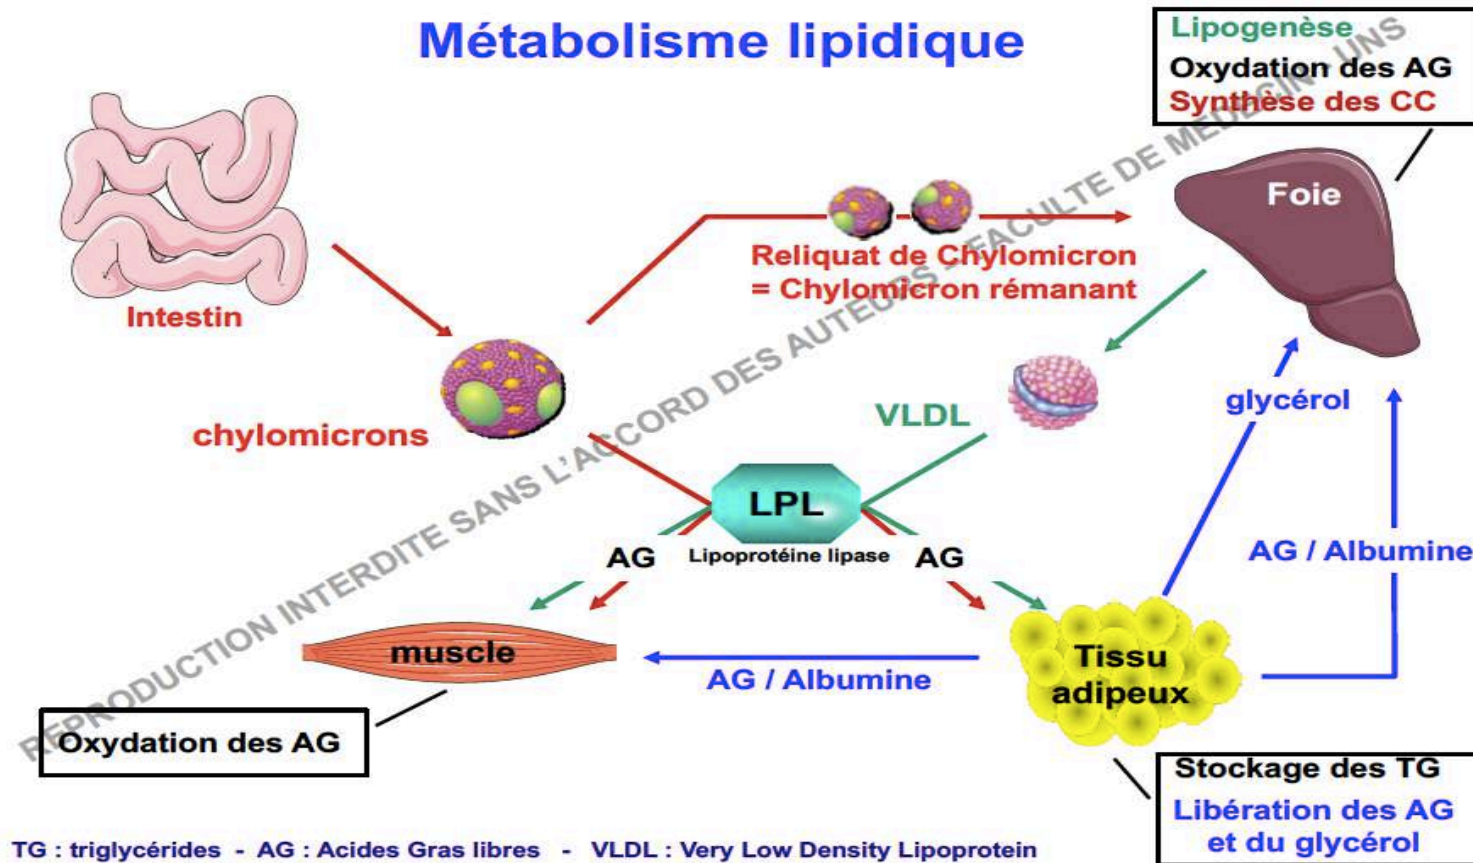 Métabolisme lipidique
Lipogenèse
Oxydation des AG
Synthèse des CC
Foie
Intestin
Reliquat de Chylomicron
= Chylomicron rémanant
chylomicrons
VLDL
glycérol
LPL
Lipoprotéine lipase
AG
AG
AG / Albumine
muscle
AG / Albumine
Tissu
adipeux
Oxydation des AG
Stockage des TG
Libération des AG
et du glycérol
TG : triglycérides - AG : Acides Gras libres - VLDL : Very Low Density Lipoprotein
REPRODUCTION INTERDITE SANS L'ACCORD DES AUTEURS - FACULTE DE MEDECIN UNS